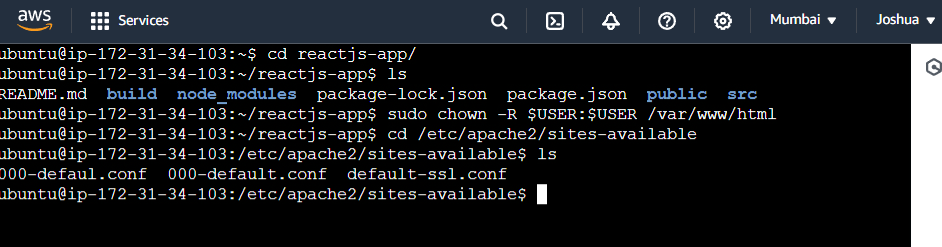 aws Services Mumbai Joshua
ubuntu@ip-172-31-34-103:~$ cd reactjs-app/
ubuntu@ip-172-31-34-103:~/reactjs-app$ ls
README.md build node_modules package-lock.json package.json public src
ubuntu@ip-172-31-34-103:~/reactjs-app$ sudo chown -R $USER:$USER /var/www/html
ubuntu@ip-172-31-34-103:~/reactjs-app$ cd /etc/apache2/sites-available
ubuntu@ip-172-31-34-103:/etc/apache2/sites-available$ ls
000-defaul.conf 000-default.conf default-ssl.conf
ubuntu@ip-172-31-34-103:/etc/apache2/sites-available$